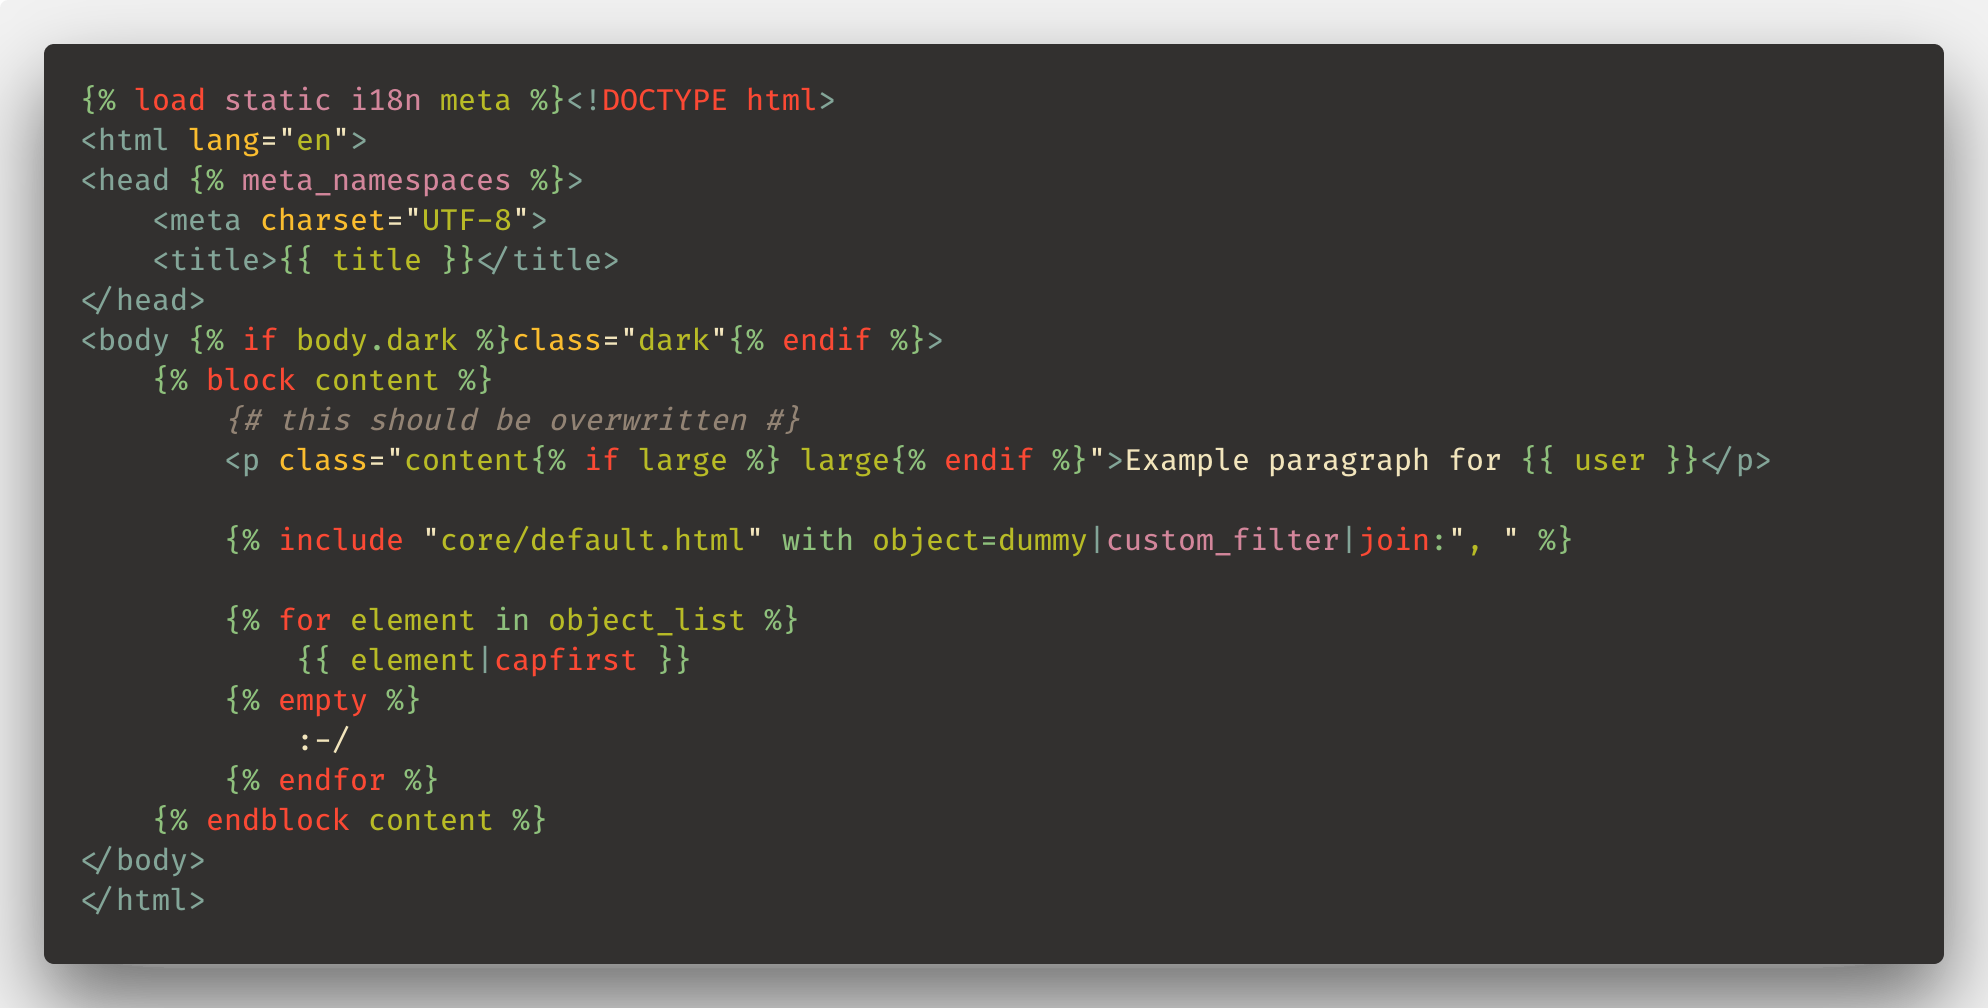 {% load static i18n meta %}<!DOCTYPE html>
<html lang="en">
<head {% meta_namespaces %}>
    <meta charset="UTF-8">
    <title>{{ title }}</title>
</head>
<body {% if body.dark %}class="dark"{% endif %}>
    {% block content %}
        {# this should be overwritten #}
        <p class="content{% if large %} large{% endif %}">Example paragraph for {{ user }}</p>

        {% include "core/default.html" with object=dummy|custom_filter|join:", " %}

        {% for element in object_list %}
            {{ element|capfirst }}
        {% empty %}
            :-/
        {% endfor %}
    {% endblock content %}
</body>
</html>